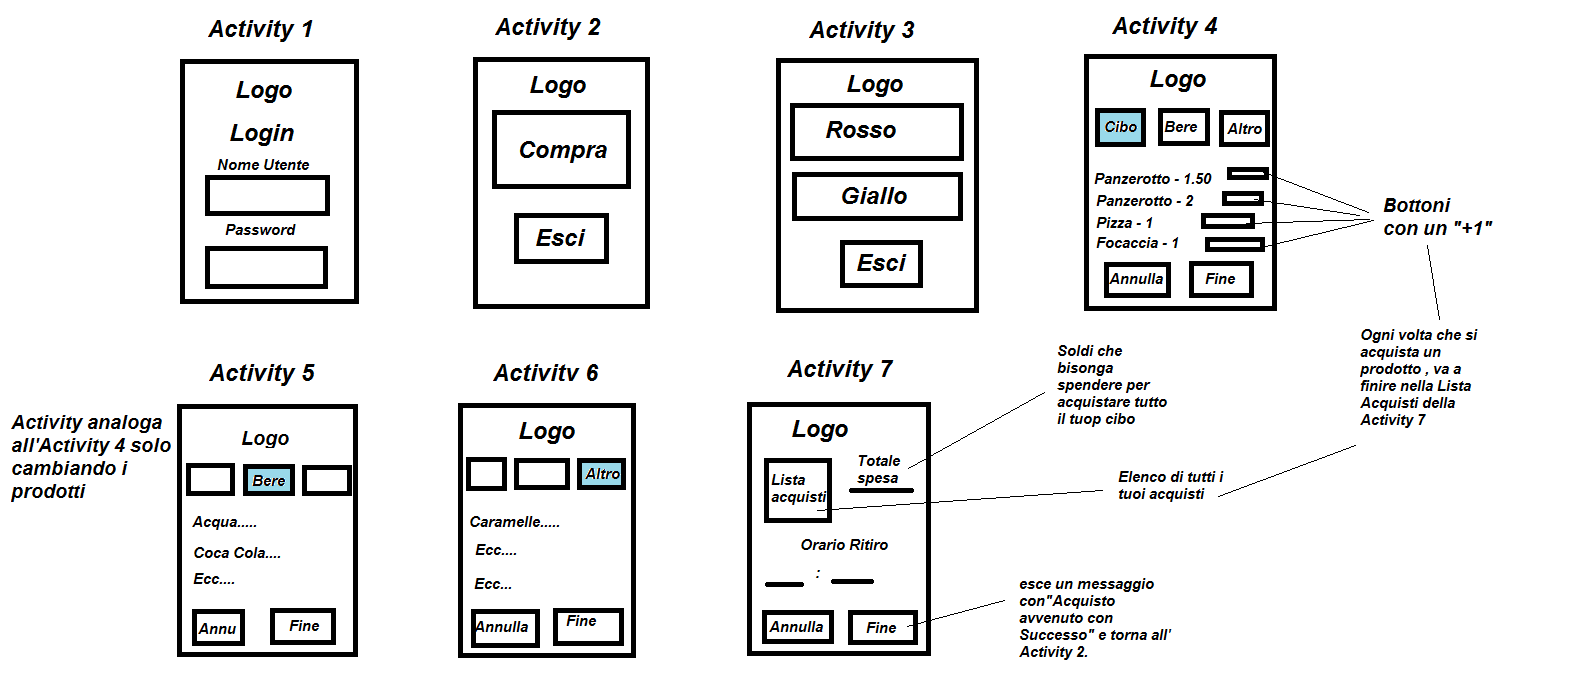 Activity 1
Logo
Login
Nome Utente
Password
Activity 2
Logo
Compra
Esci
Activity 3
Logo
Rosso
Giallo
Esci
Activity 4
Logo
Cibo
Bere
Altro
Panzerotto - 1.50
Panzerotto - 2
Pizza - 1
Focaccia - 1
Annulla
Fine
Bottoni
con un "+1"
Ogni volta che si
acquista un
prodotto , va a
finire nella Lista
Acquisti della
Activity 7
Activity analoga
all'Activity 4 solo
cambiando i
prodotti
Activity 5
Logo
Bere
Acqua.....
Coca Cola....
Ecc....
Annu
Fine
Activity 6
Logo
Altro
Caramelle.....
Ecc....
Ecc...
Annulla
Fine
Activity 7
Logo
Lista
acquisti
Totale
spesa
Orario Ritiro
:
Annulla
Fine
Soldi che
bisonga
spendere per
acquistare tutto
il tuop cibo
Elenco di tutti i
tuoi acquisti
esce un messaggio
con"Acquisto
avvenuto con
Successo" e torna all'
Activity 2.